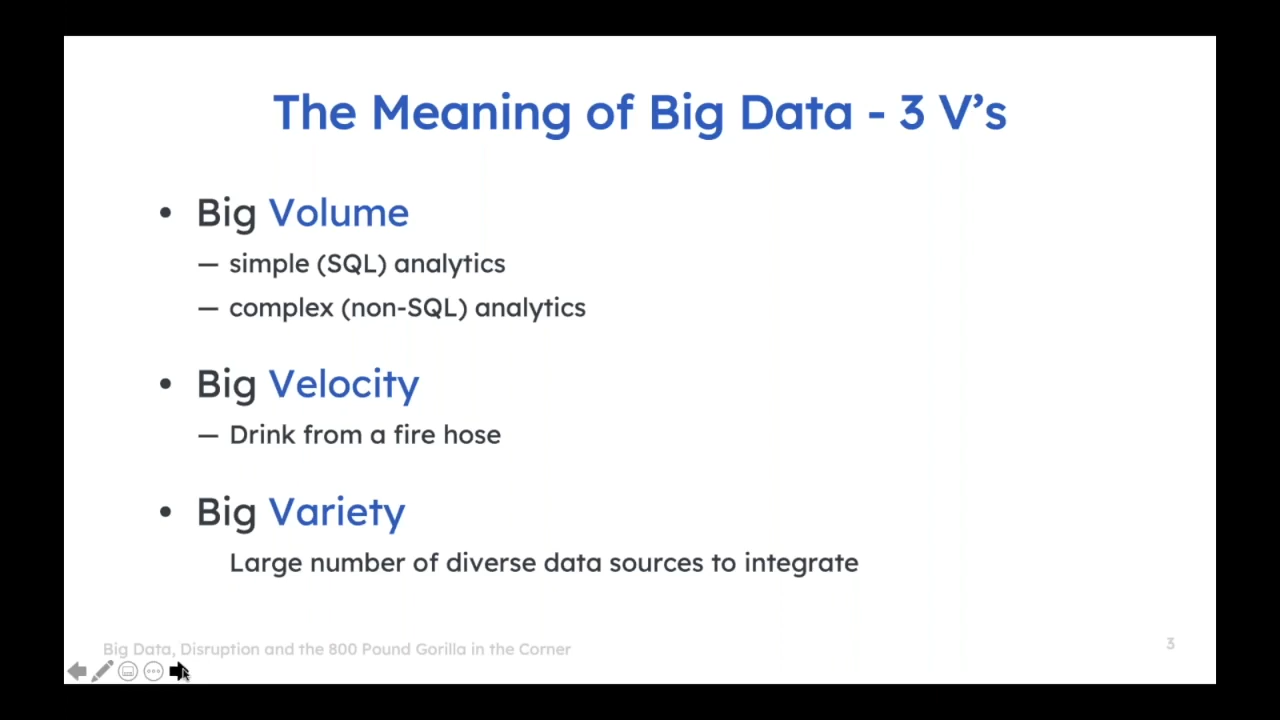 The Meaning of Big Data - 3 V's
• Big Volume
— simple (SQL) analytics
— complex (non-SQL) analytics
• Big Velocity
— Drink from a fire hose
• Big Variety
Large number of diverse data sources to integrate
Big Data, Disruption and the 800 Pound Gorilla in the Corner
3